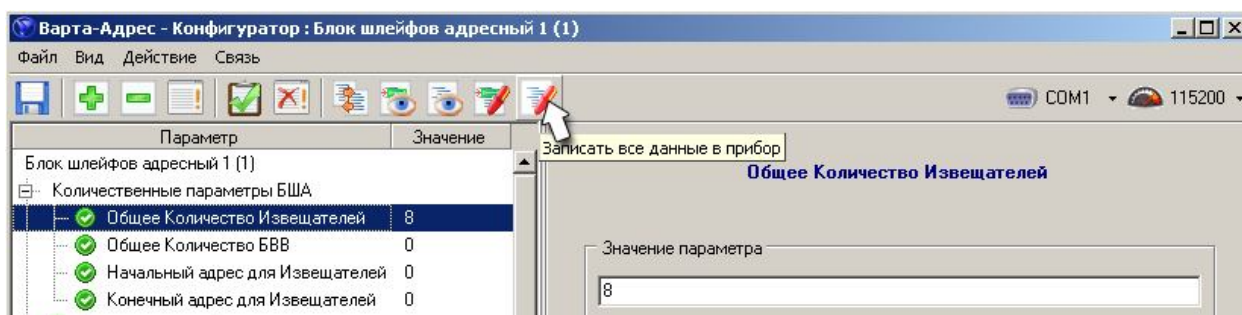 Варта-Адрес - Конфигуратор : Блок шлейфов адресный 1 (1)
Файл Вид Действие Связь
COM1 115200
Записать все данные в прибор
Параметр Значение
Блок шлейфов адресный 1 (1)
Количественные параметры БША
Общее Количество Извещателей 8
Общее Количество БВВ 0
Начальный адрес для Извещателей 0
Конечный адрес для Извещателей 0
Общее Количество Извещателей
Значение параметра
8